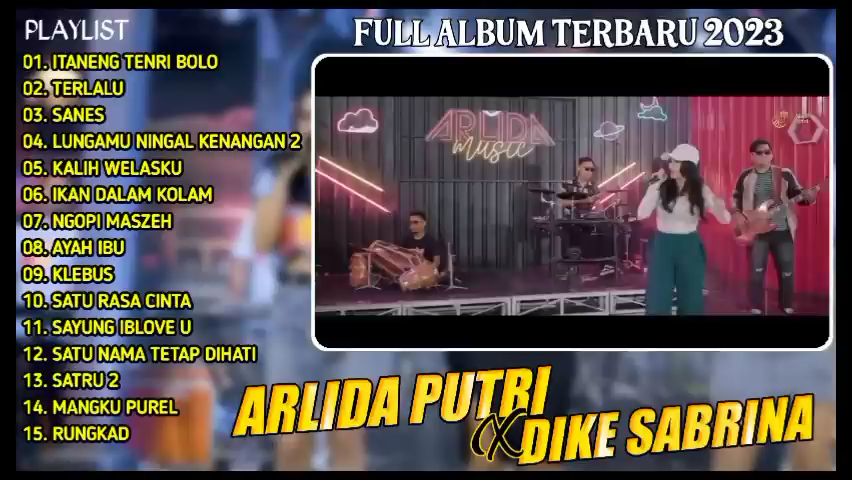 PLAYLIST
FULL ALBUM TERBARU 2023
01. ITANENG TENRI BOLO
02. TERLALU
03. SANES
04. LUNGAMU NINGAL KENANGAN 2
05. KALIH WELASKU
06. IKAN DALAM KOLAM
07. NGOPI MASZEH
08. AYAH IBU
09. KLEBUS
10. SATU RASA CINTA
11. SAYUNG IBLOVE U
12. SATU NAMA TETAP DIHATI
13. SATRU 2
14. MANGKU PUREL
15. RUNGKAD
ARLIDA
music
ARLIDA PUTRI
X DIKE SABRINA